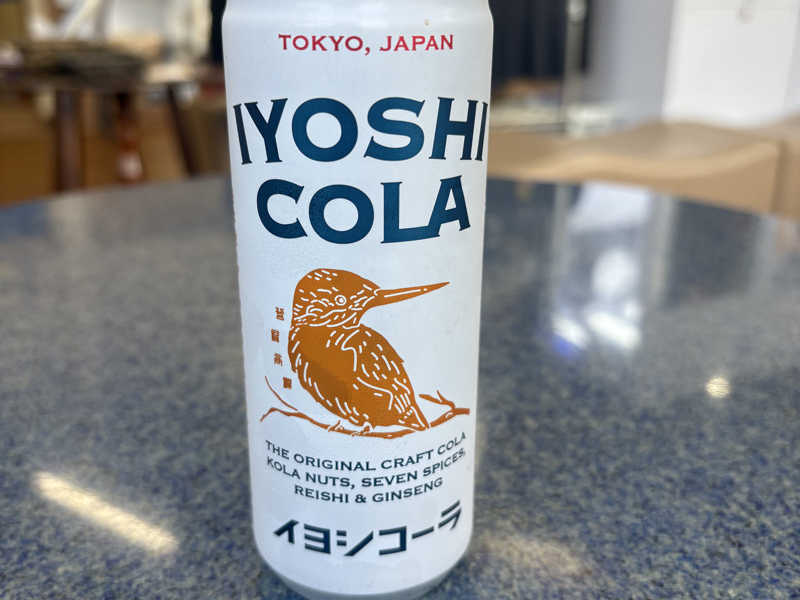 TOKYO, JAPAN
IYOSHI
COLA
THE ORIGINAL CRAFT COLA
KOLA NUTS, SEVEN SPICES,
REISHI & GINSENG
イヨシコーラ